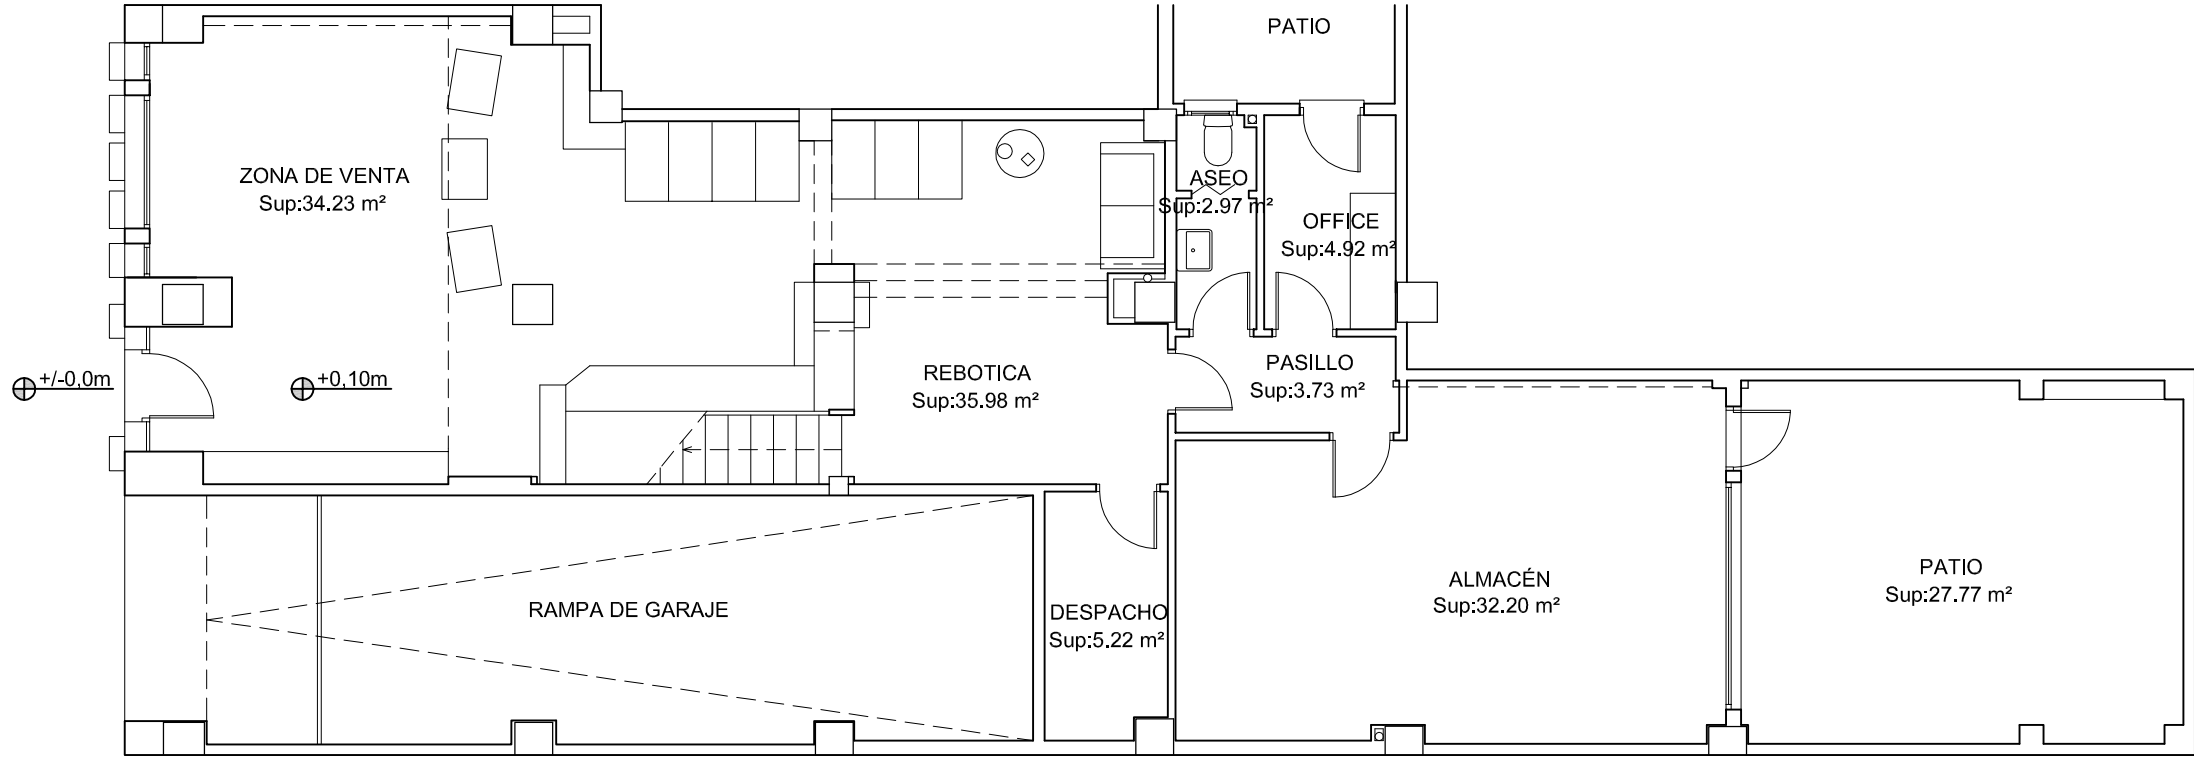 PATIO
ZONA DE VENTA
Sup:34.23 m²
ASEO
Sup:2.97 m²
OFFICE
Sup:4.92 m²
+/-0,0m
+0,10m
REBOTICA
Sup:35.98 m²
PASILLO
Sup:3.73 m²
RAMPA DE GARAJE
DESPACHO
Sup:5.22 m²
ALMACÉN
Sup:32.20 m²
PATIO
Sup:27.77 m²